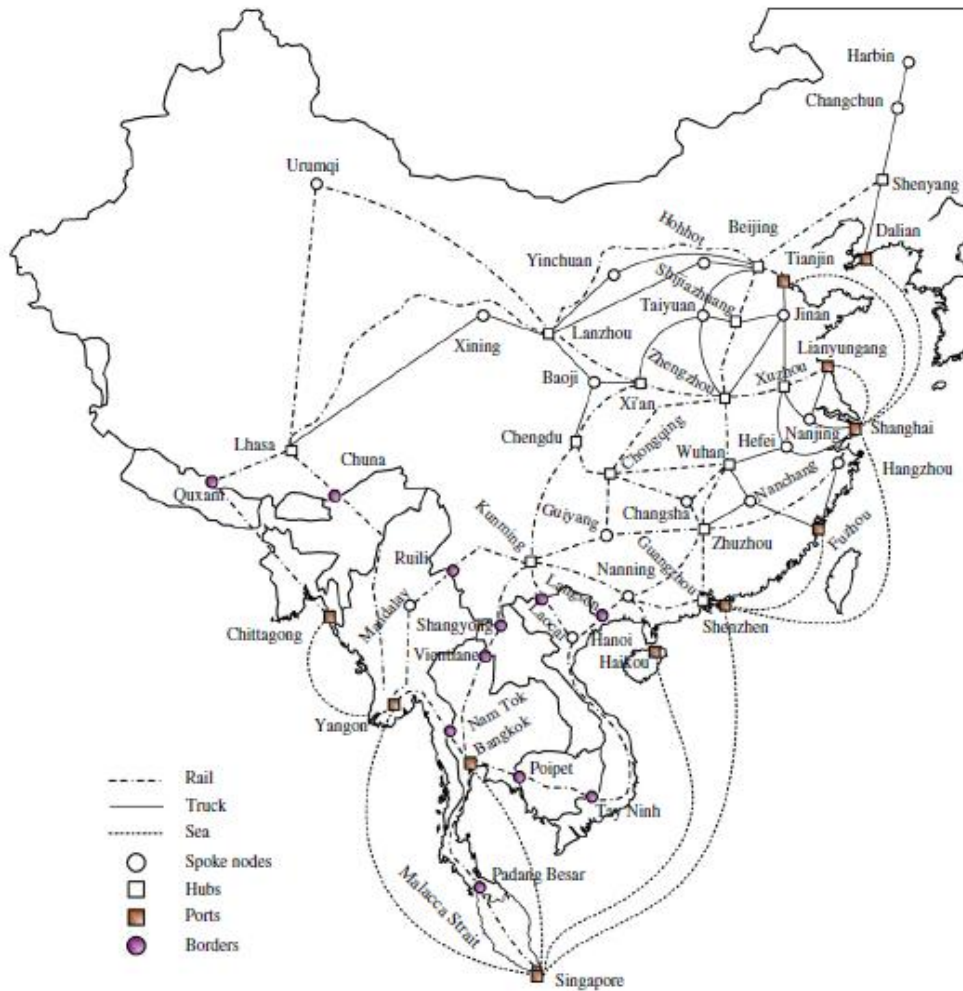 Harbin
Changchun
Urumqi
Shenyang
Hohhot
Beijing
Dalian
Yinchuan
Tianjin
Shijiazhuang
Taiyuan
Jinan
Xining
Lanzhou
Lianyungang
Zhengzhou
Xuzhou
Baoji
Xi'an
Chengdu
Chongqing
Wuhan
Hefei
Nanjing
Shanghai
Lhasa
Chuna
Hangzhou
Quxam
Nanchang
Guiyang
Changsha
Kunming
Zhuzhou
Fuzhou
Ruili
Nanning
Guangzhou
Langson
Mandalay
Laocai
Chittagong
Shangyong
Hanoi
Shenzhen
Vientiane
Haikou
Yangon
Nam Tok
Bangkok
Poipet
Rail
Truck
Tay Ninh
Sea
Spoke nodes
Padang Besar
Hubs
Malacca Strait
Ports
Borders
Singapore